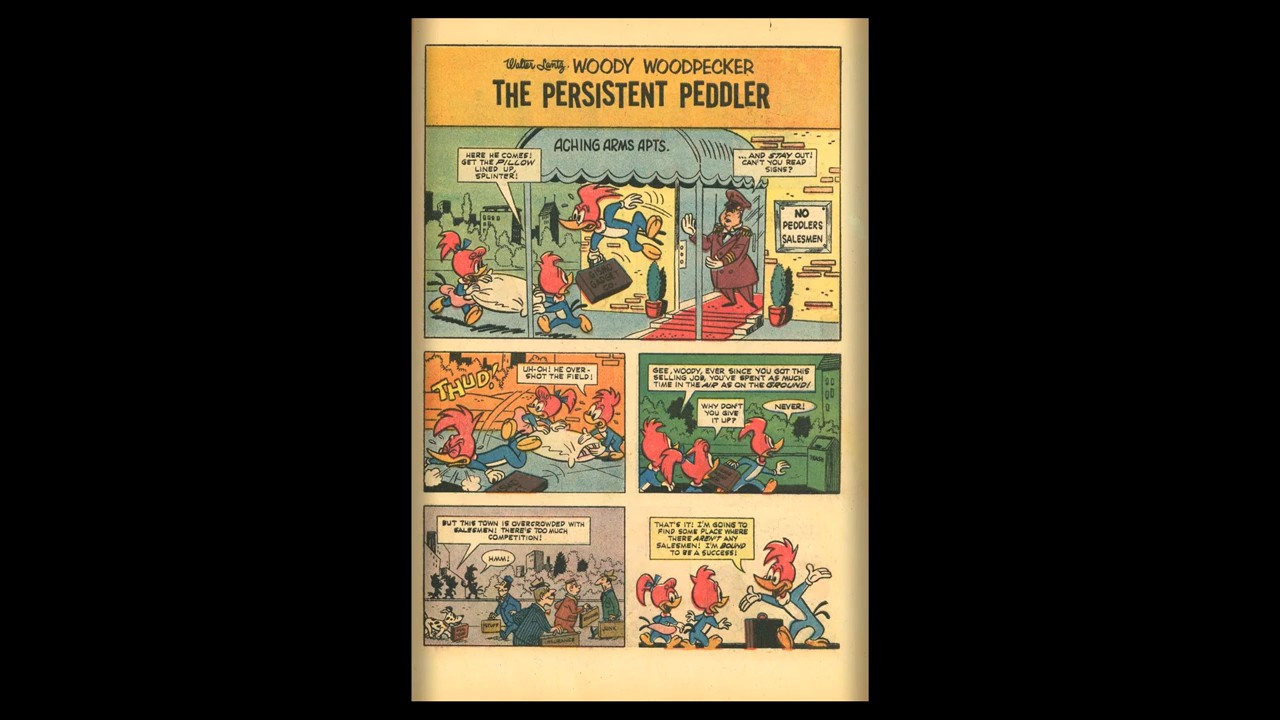 Walter Lantz. WOODY WOODPECKER
THE PERSISTENT PEDDLER
ACHING ARMS APTS.
HERE HE COMES!
GET THE PILLOW
LINED UP,
SPLINTER!
...AND STAY OUT!
CAN'T YOU READ
SIGNS?
NO
PEDDLERS
SALESMEN
THUD!
UH-OH! HE OVER-
SHOT THE FIELD!
GEE, WOODY, EVER SINCE YOU GOT THIS
SELLING JOB, YOU'VE SPENT AS MUCH
TIME IN THE AIR AS ON THE GROUND!
WHY DON'T
YOU GIVE
IT UP?
NEVER!
TRASH
BUT THIS TOWN IS OVERCROWDED WITH
SALESMEN! THERE'S TOO MUCH
COMPETITION!
HMM!
JUNK
THAT'S IT! I'M GOING TO
FIND SOME PLACE WHERE
THERE AREN'T ANY
SALESMEN! I'M BOUND
TO BE A SUCCESS!